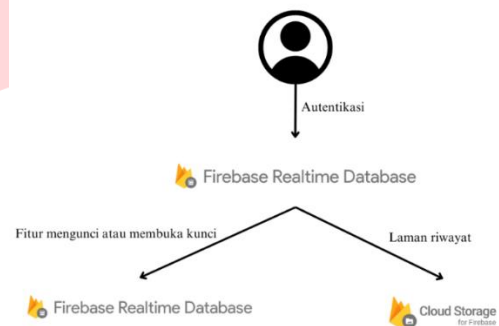 Autentikasi
Firebase Realtime Database
Fitur mengunci atau membuka kunci
Laman riwayat
Firebase Realtime Database
Cloud Storage
for Firebase